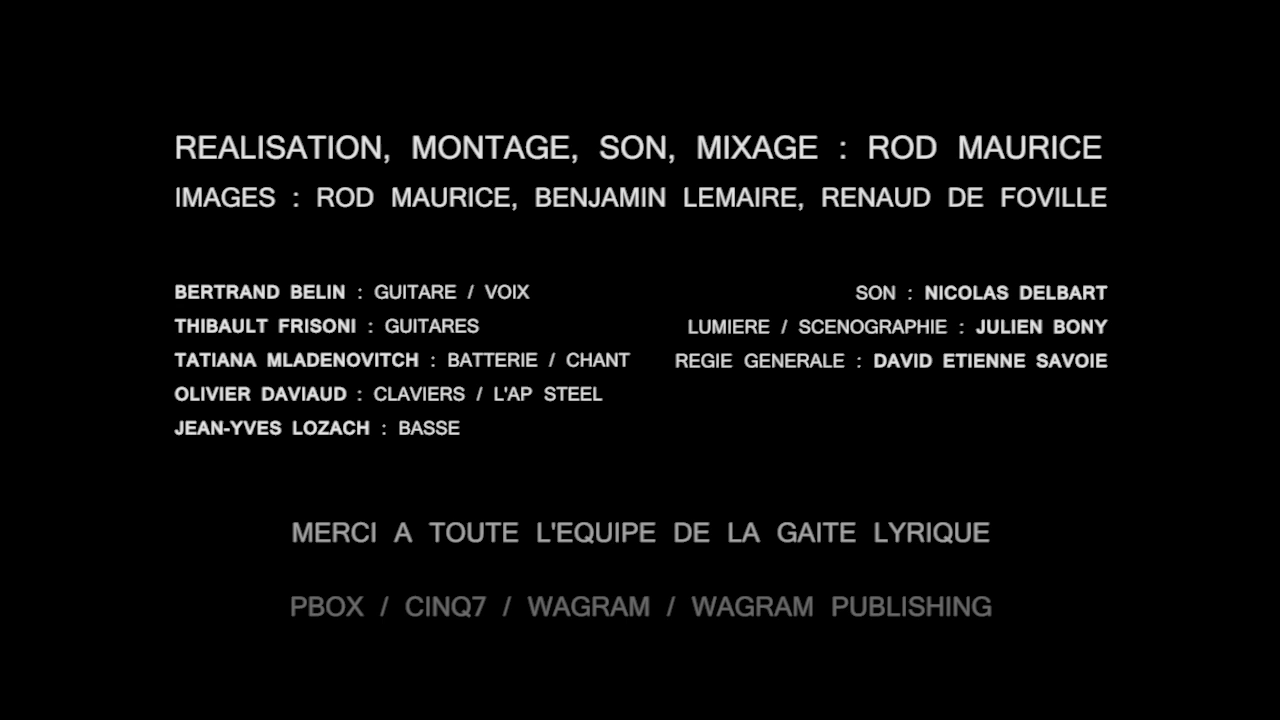 REALISATION, MONTAGE, SON, MIXAGE : ROD MAURICE
IMAGES : ROD MAURICE, BENJAMIN LEMAIRE, RENAUD DE FOVILLE
BERTRAND BELIN : GUITARE / VOIX
THIBAULT FRISONI : GUITARES
TATIANA MLADENOVITCH : BATTERIE / CHANT
OLIVIER DAVIAUD : CLAVIERS / L'AP STEEL
JEAN-YVES LOZACH : BASSE
SON : NICOLAS DELBART
LUMIERE / SCENOGRAPHIE : JULIEN BONY
REGIE GENERALE : DAVID ETIENNE SAVOIE
MERCI A TOUTE L'EQUIPE DE LA GAITE LYRIQUE
PBOX / CINQ7 / WAGRAM / WAGRAM PUBLISHING